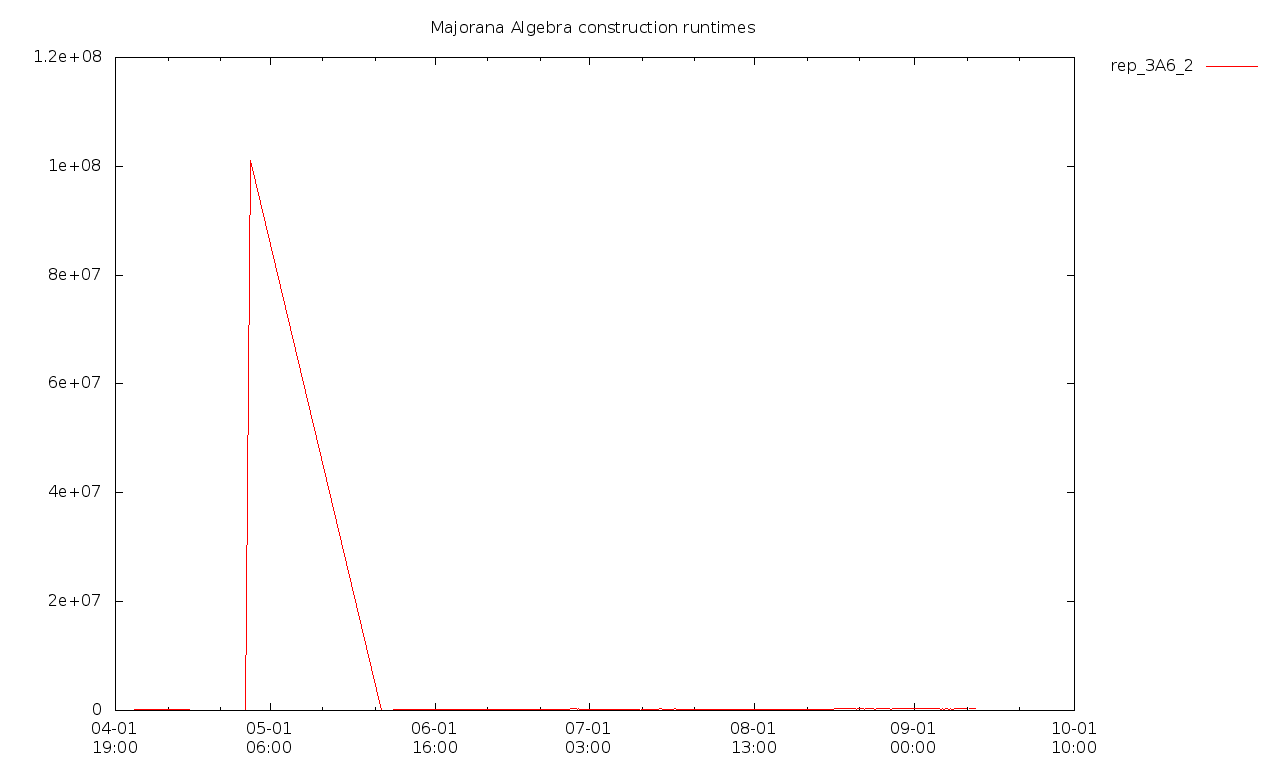 Majorana Algebra construction runtimes
rep_3A6_2
1.2e+08
1e+08
8e+07
6e+07
4e+07
2e+07
0
04-01 05-01 06-01 07-01 08-01 09-01 10-01
19:00 06:00 16:00 03:00 13:00 00:00 10:00